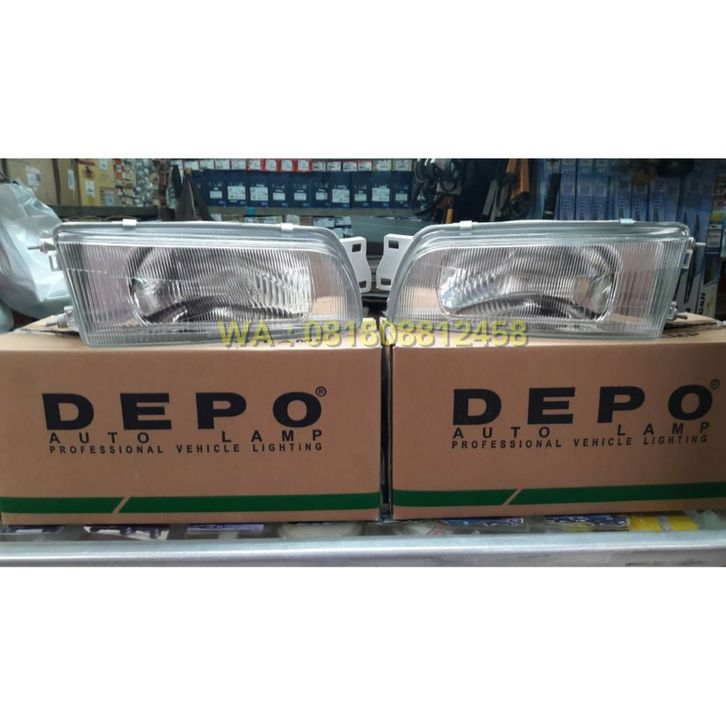 WA : 081808812458
DEPO®
AUTO LAMP
PROFESSIONAL VEHICLE LIGHTING
DEPO®
AUTO LAMP
PROFESSIONAL VEHICLE LIGHTING